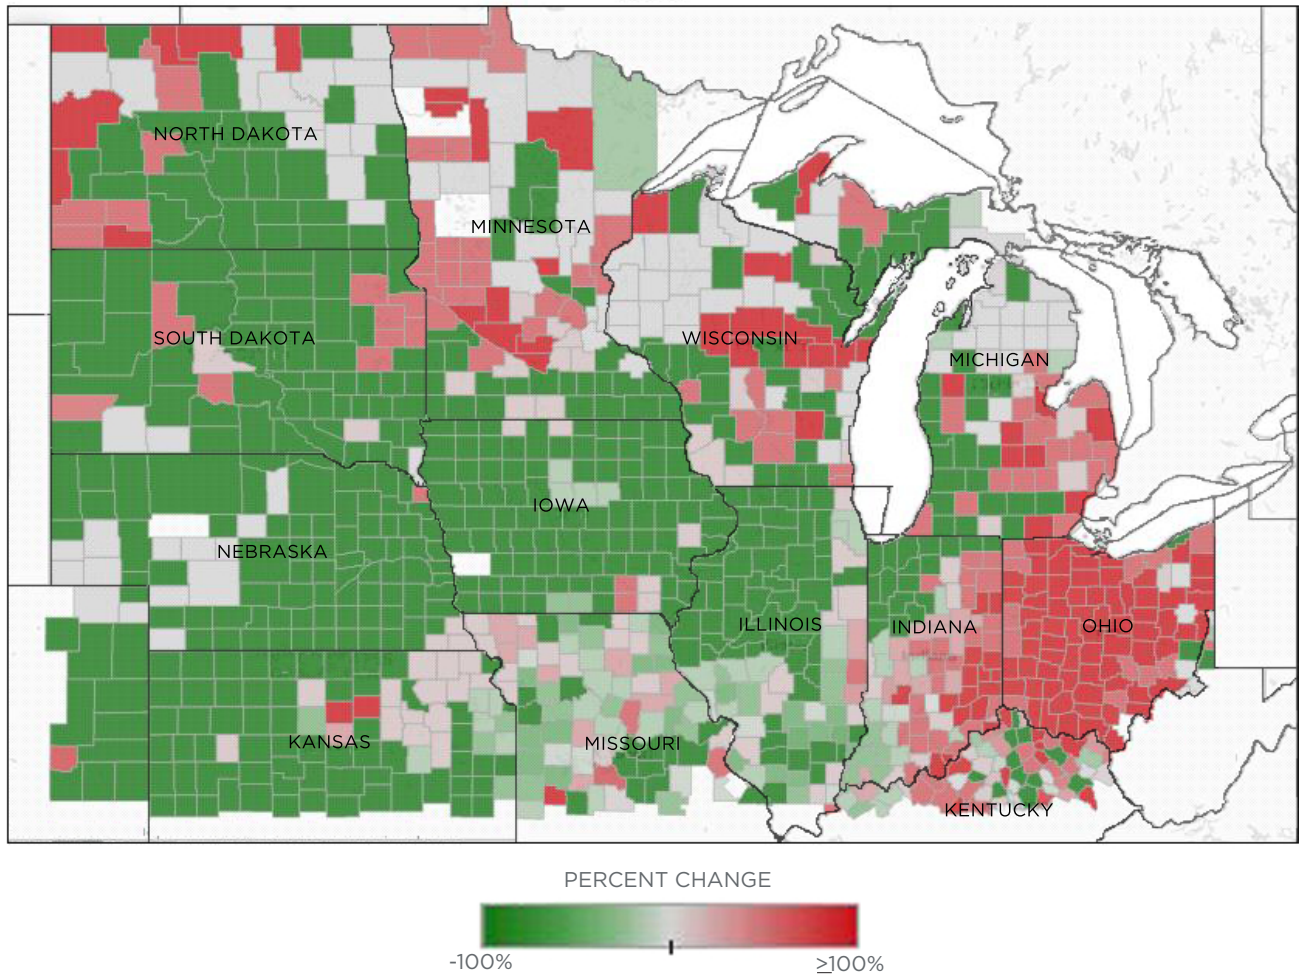 NORTH DAKOTA
MINNESOTA
SOUTH DAKOTA
WISCONSIN
MICHIGAN
IOWA
NEBRASKA
ILLINOIS
INDIANA
OHIO
KANSAS
MISSOURI
KENTUCKY
PERCENT CHANGE
-100%
≥100%